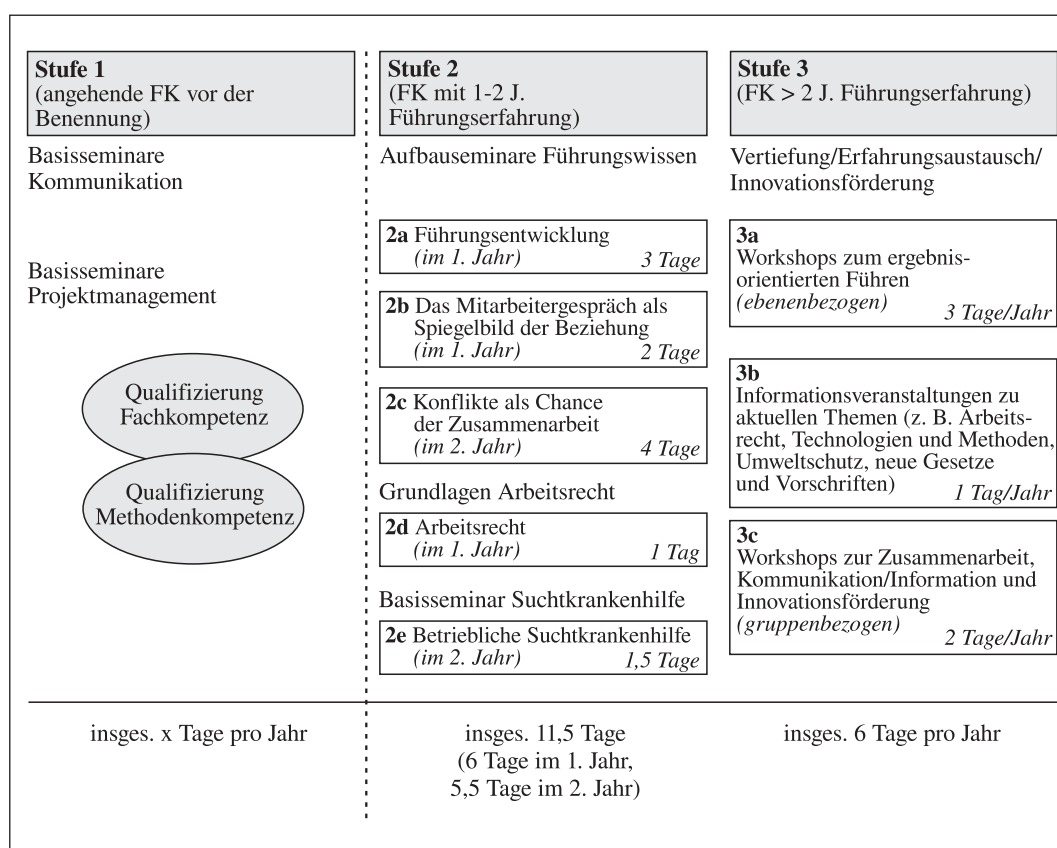 Stufe 1
(angehende FK vor der
Benennung)
Basisseminare
Kommunikation
Basisseminare
Projektmanagement
Qualifizierung
Fachkompetenz
Qualifizierung
Methodenkompetenz
insges. x Tage pro Jahr
Stufe 2
(FK mit 1-2 J.
Führungserfahrung)
Aufbauseminare Führungswissen
2a Führungsentwicklung
(im 1. Jahr) 3 Tage
2b Das Mitarbeitergespräch als
Spiegelbild der Beziehung
(im 1. Jahr) 2 Tage
2c Konflikte als Chance
der Zusammenarbeit
(im 2. Jahr) 4 Tage
Grundlagen Arbeitsrecht
2d Arbeitsrecht
(im 1. Jahr) 1 Tag
Basisseminar Suchtkrankenhilfe
2e Betriebliche Suchtkrankenhilfe
(im 2. Jahr) 1,5 Tage
insges. 11,5 Tage
(6 Tage im 1. Jahr,
5,5 Tage im 2. Jahr)
Stufe 3
(FK > 2 J. Führungserfahrung)
Vertiefung/Erfahrungsaustausch/
Innovationsförderung
3a
Workshops zum ergebnis-
orientierten Führen
(ebenenbezogen)
3 Tage/Jahr
3b
Informationsveranstaltungen zu
aktuellen Themen (z. B. Arbeits-
recht, Technologien und Methoden,
Umweltschutz, neue Gesetze
und Vorschriften)
1 Tag/Jahr
3c
Workshops zur Zusammenarbeit,
Kommunikation/Information und
Innovationsförderung
(gruppenbezogen)
2 Tage/Jahr
insges. 6 Tage pro Jahr